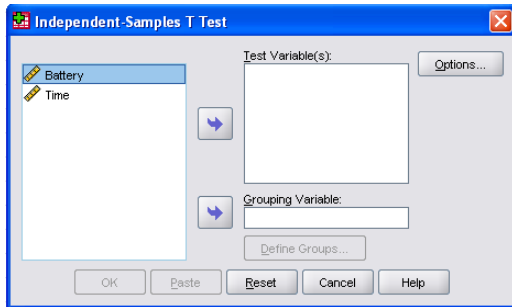 Independent-Samples T Test
Battery
Time
Test Variable(s):
Options...
Grouping Variable:
Define Groups...
OK Paste Reset Cancel Help